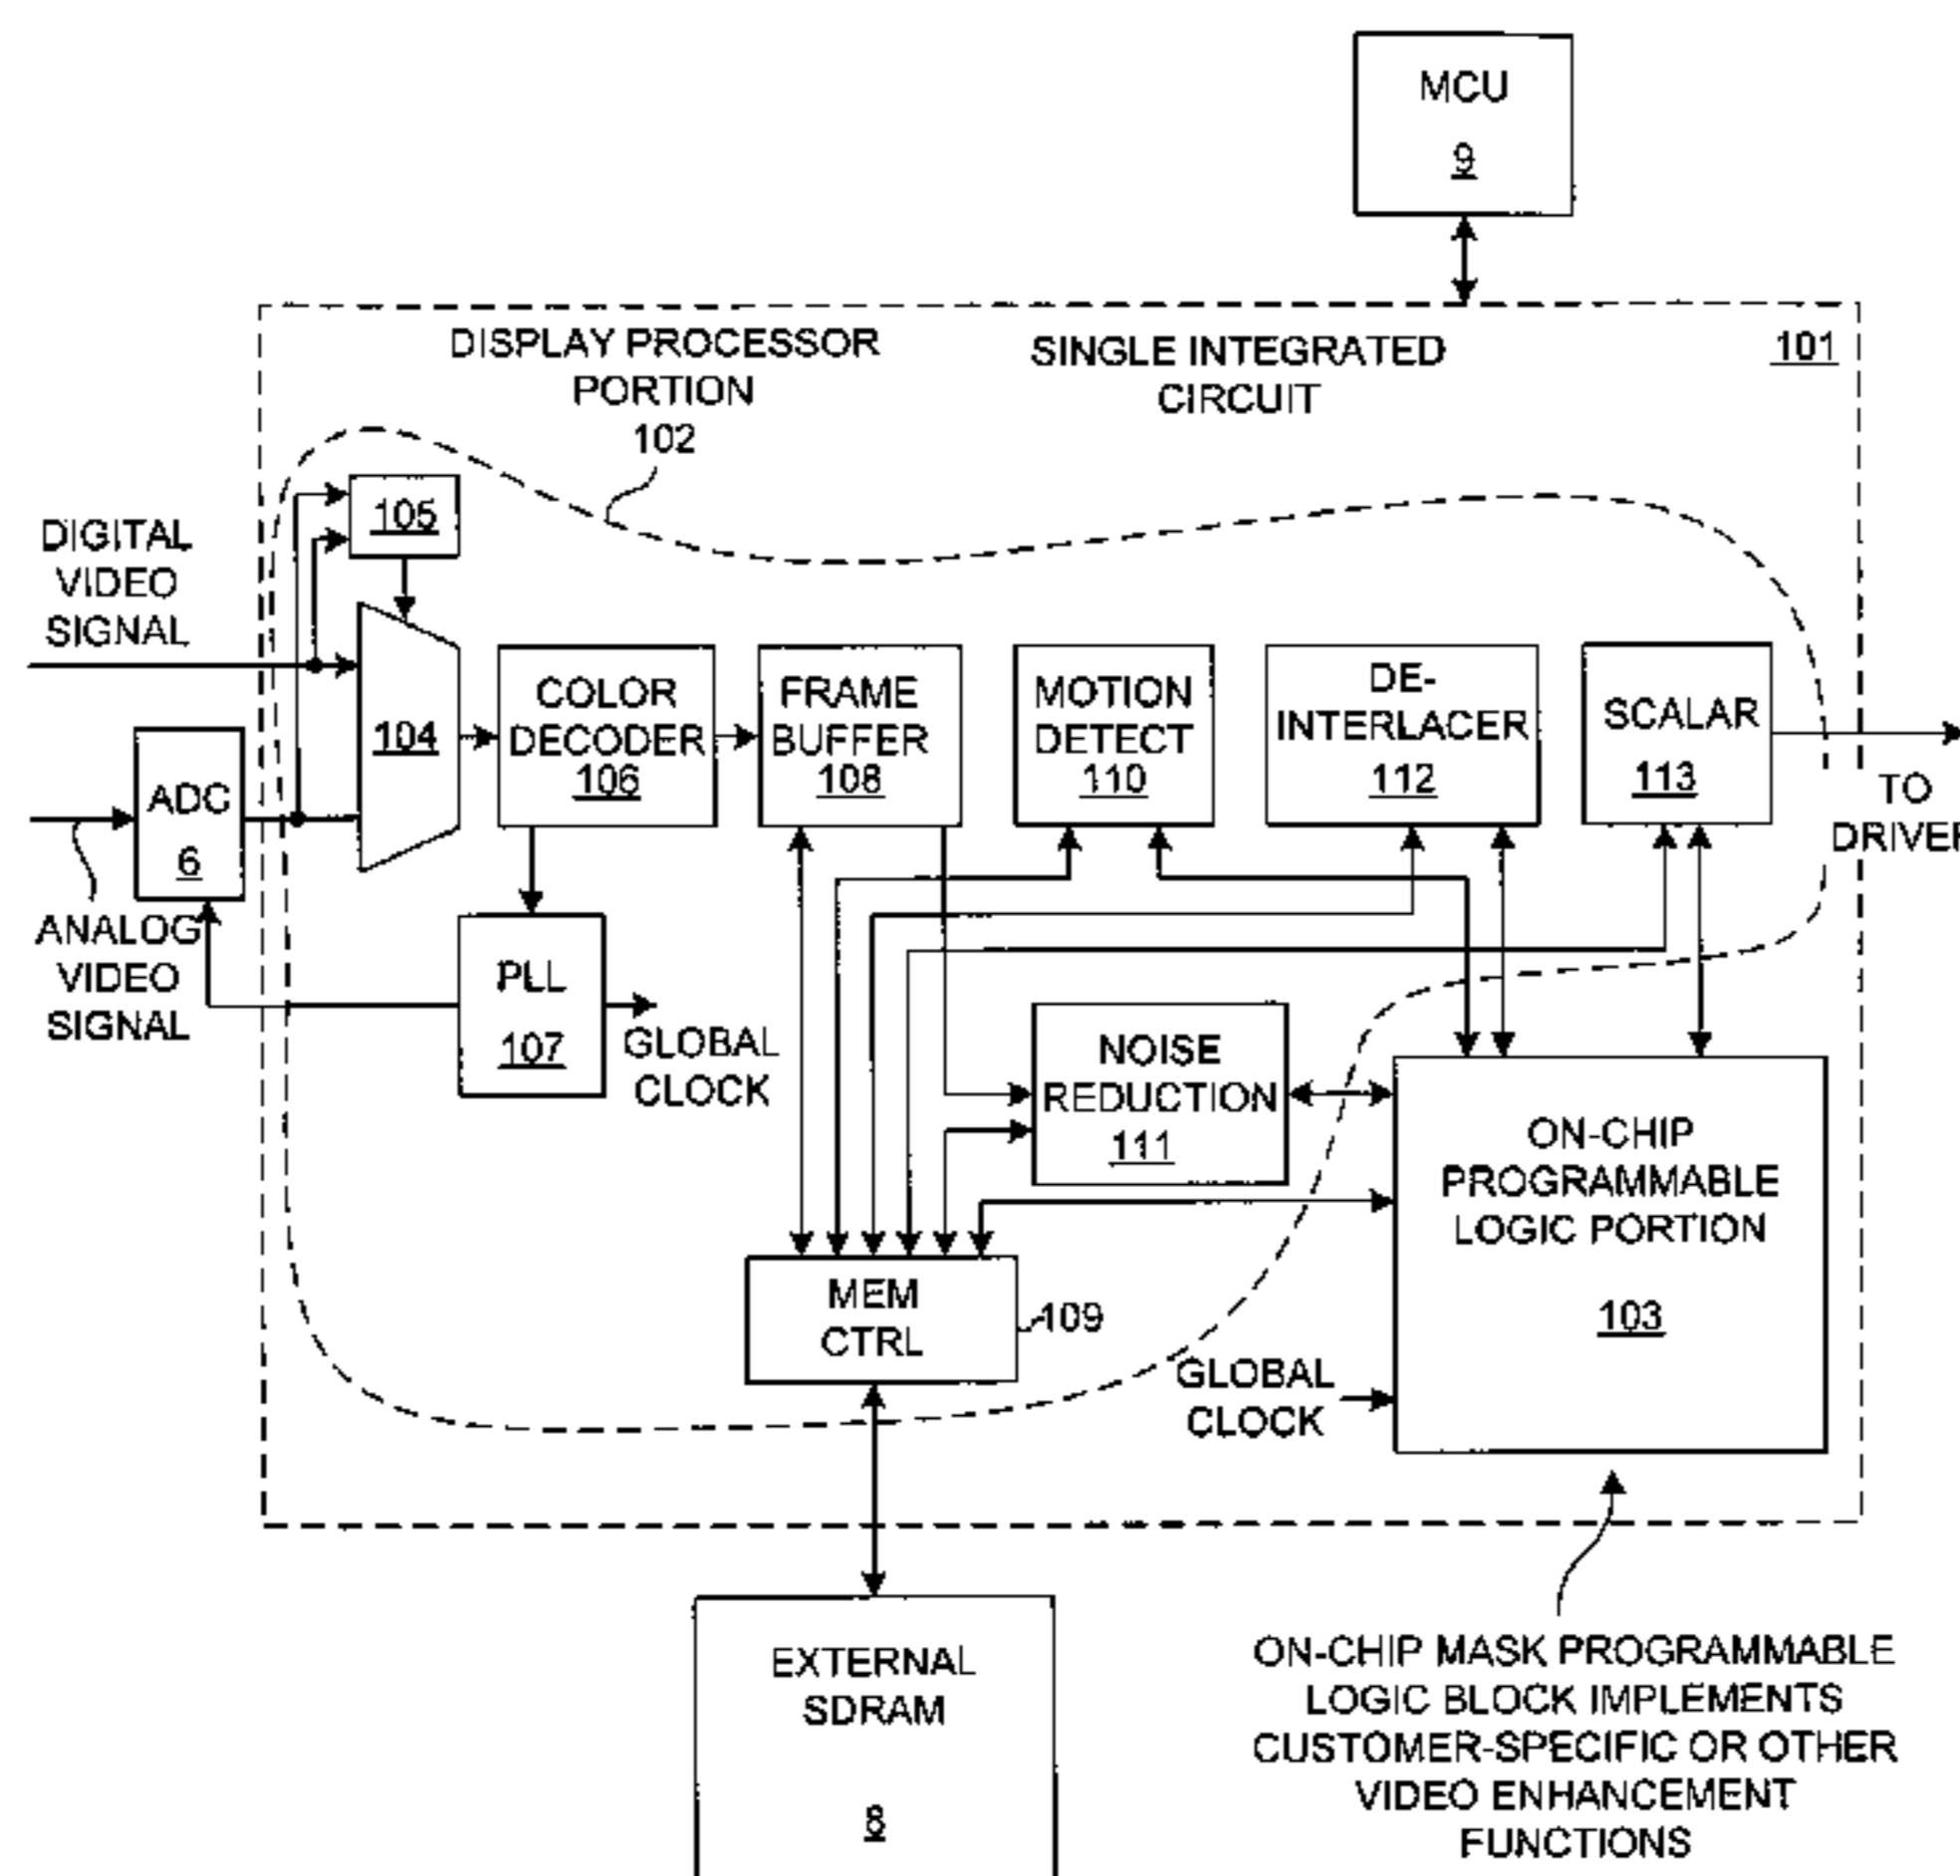 MCU
9
DISPLAY PROCESSOR
PORTION
102
SINGLE INTEGRATED
CIRCUIT
101
105
DIGITAL
VIDEO
SIGNAL
104
COLOR
DECODER
106
FRAME
BUFFER
108
MOTION
DETECT
110
DE-
INTERLACER
112
SCALAR
113
TO
DRIVER
ADC
6
ANALOG
VIDEO
SIGNAL
PLL
107
GLOBAL
CLOCK
NOISE
REDUCTION
111
ON-CHIP
PROGRAMMABLE
LOGIC PORTION
103
MEM
CTRL
109
GLOBAL
CLOCK
EXTERNAL
SDRAM
8
ON-CHIP MASK PROGRAMMABLE
LOGIC BLOCK IMPLEMENTS
CUSTOMER-SPECIFIC OR OTHER
VIDEO ENHANCEMENT
FUNCTIONS